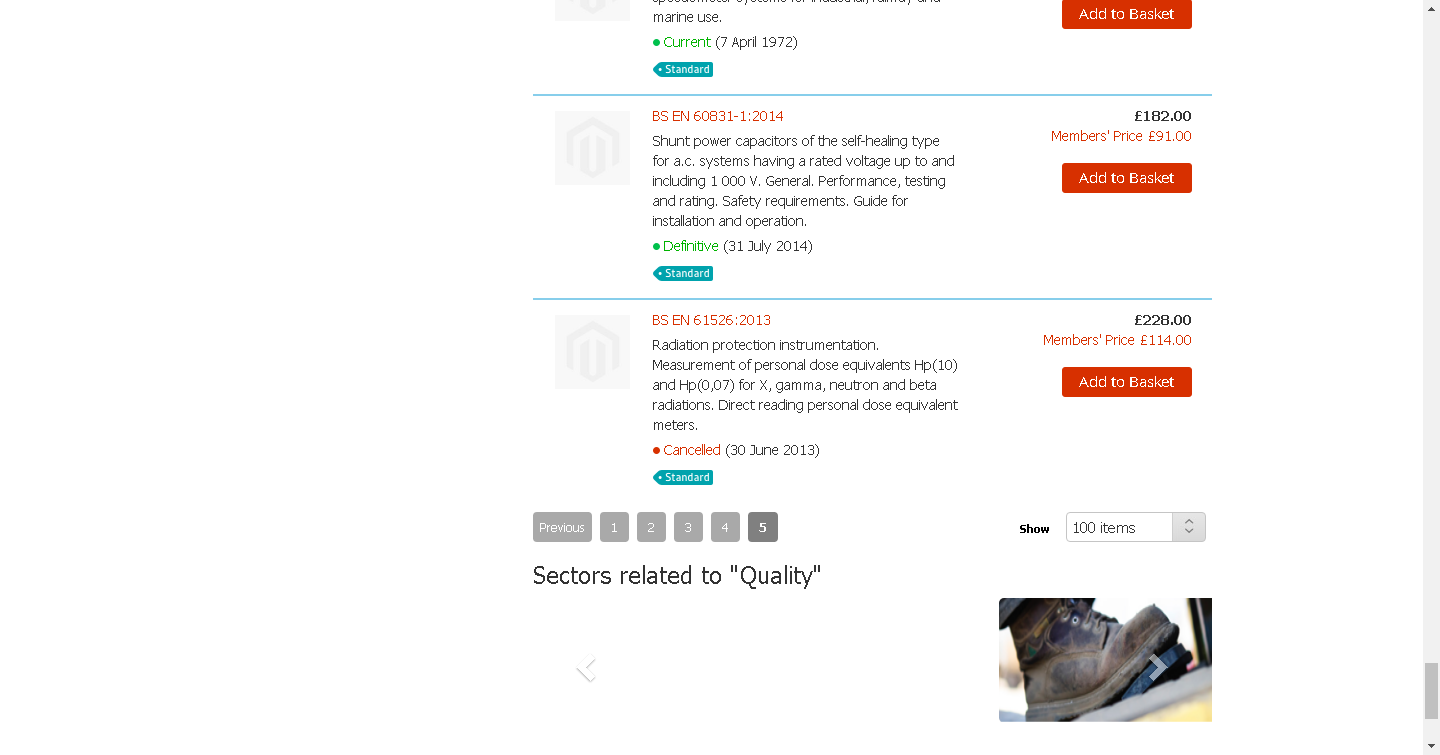 marine use.
Add to Basket
Current (7 April 1972)
Standard
BS EN 60831-1:2014
£182.00
Shunt power capacitors of the self-healing type
for a.c. systems having a rated voltage up to and
including 1 000 V. General. Performance, testing
and rating. Safety requirements. Guide for
installation and operation.
Members' Price £91.00
Add to Basket
Definitive (31 July 2014)
Standard
BS EN 61526:2013
£228.00
Radiation protection instrumentation.
Measurement of personal dose equivalents Hp(10)
and Hp(0,07) for X, gamma, neutron and beta
radiations. Direct reading personal dose equivalent
meters.
Members' Price £114.00
Add to Basket
Cancelled (30 June 2013)
Standard
Previous 1 2 3 4 5
Show 100 items
Sectors related to "Quality"